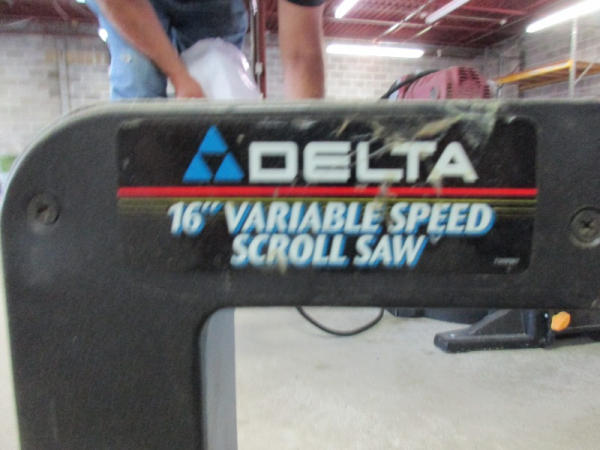 DELTA
16" VARIABLE SPEED
SCROLL SAW